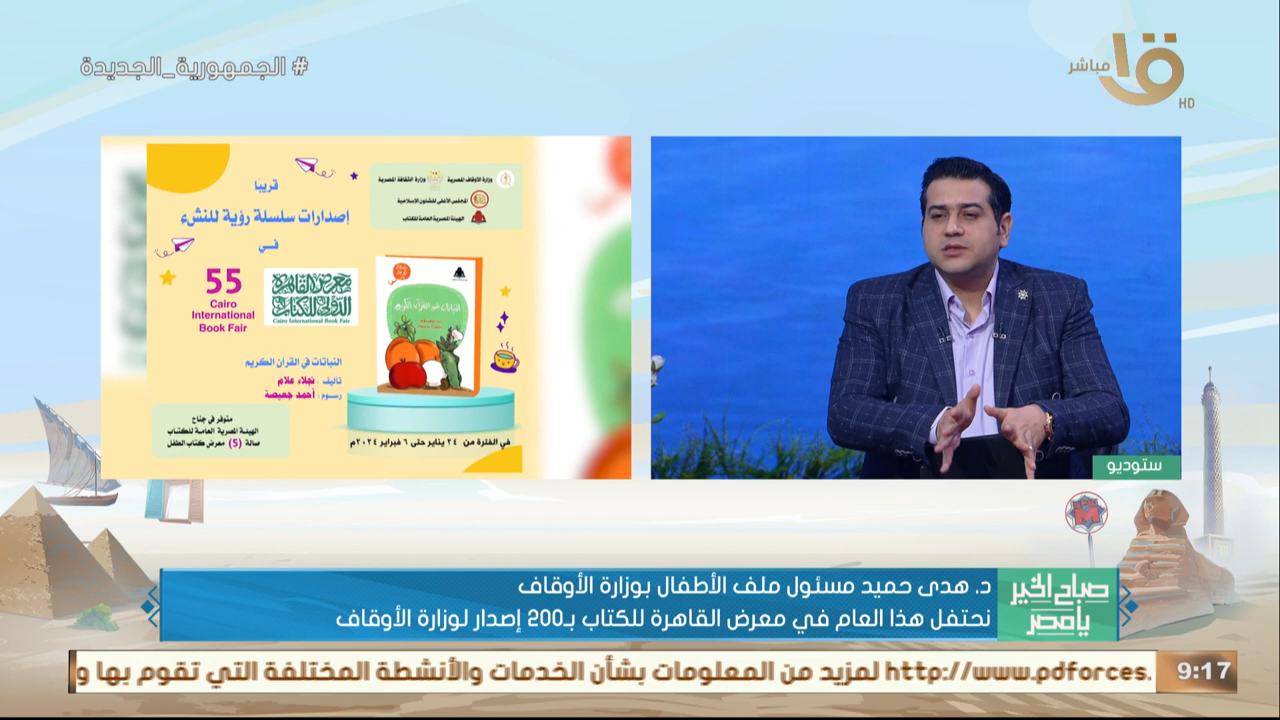 # الجمهورية_الجديدة
مباشر
HD
وزارة الأوقاف المصرية
وزارة الثقافة المصرية
المجلس الأعلى للشئون الإسلامية
الهيئة المصرية العامة للكتاب
قريبًا
إصدارات سلسلة رؤية للنشء
في
55
Cairo
International
Book Fair
معرض القاهرة
الدولي للكتاب
Cairo International Book Fair
النباتات في القرآن الكريم
النباتات في القرآن الكريم
تأليف : نجلاء علام
رسوم : أحمد جعيصة
متوفر في جناح
الهيئة المصرية العامة للكتاب
صالة (5) معرض كتاب الطفل
في الفترة من ٢٤ يناير حتى ٦ فبراير ٢٠٢٤م
ستوديو
M
صباح الخير
يا مصر
د. هدى حميد مسئول ملف الأطفال بوزارة الأوقاف
نحتفل هذا العام في معرض القاهرة للكتاب بـ200 إصدار لوزارة الأوقاف
http://www.pdforces. لمزيد من المعلومات بشأن الخدمات والأنشطة المختلفة التي تقوم بها و
9:17